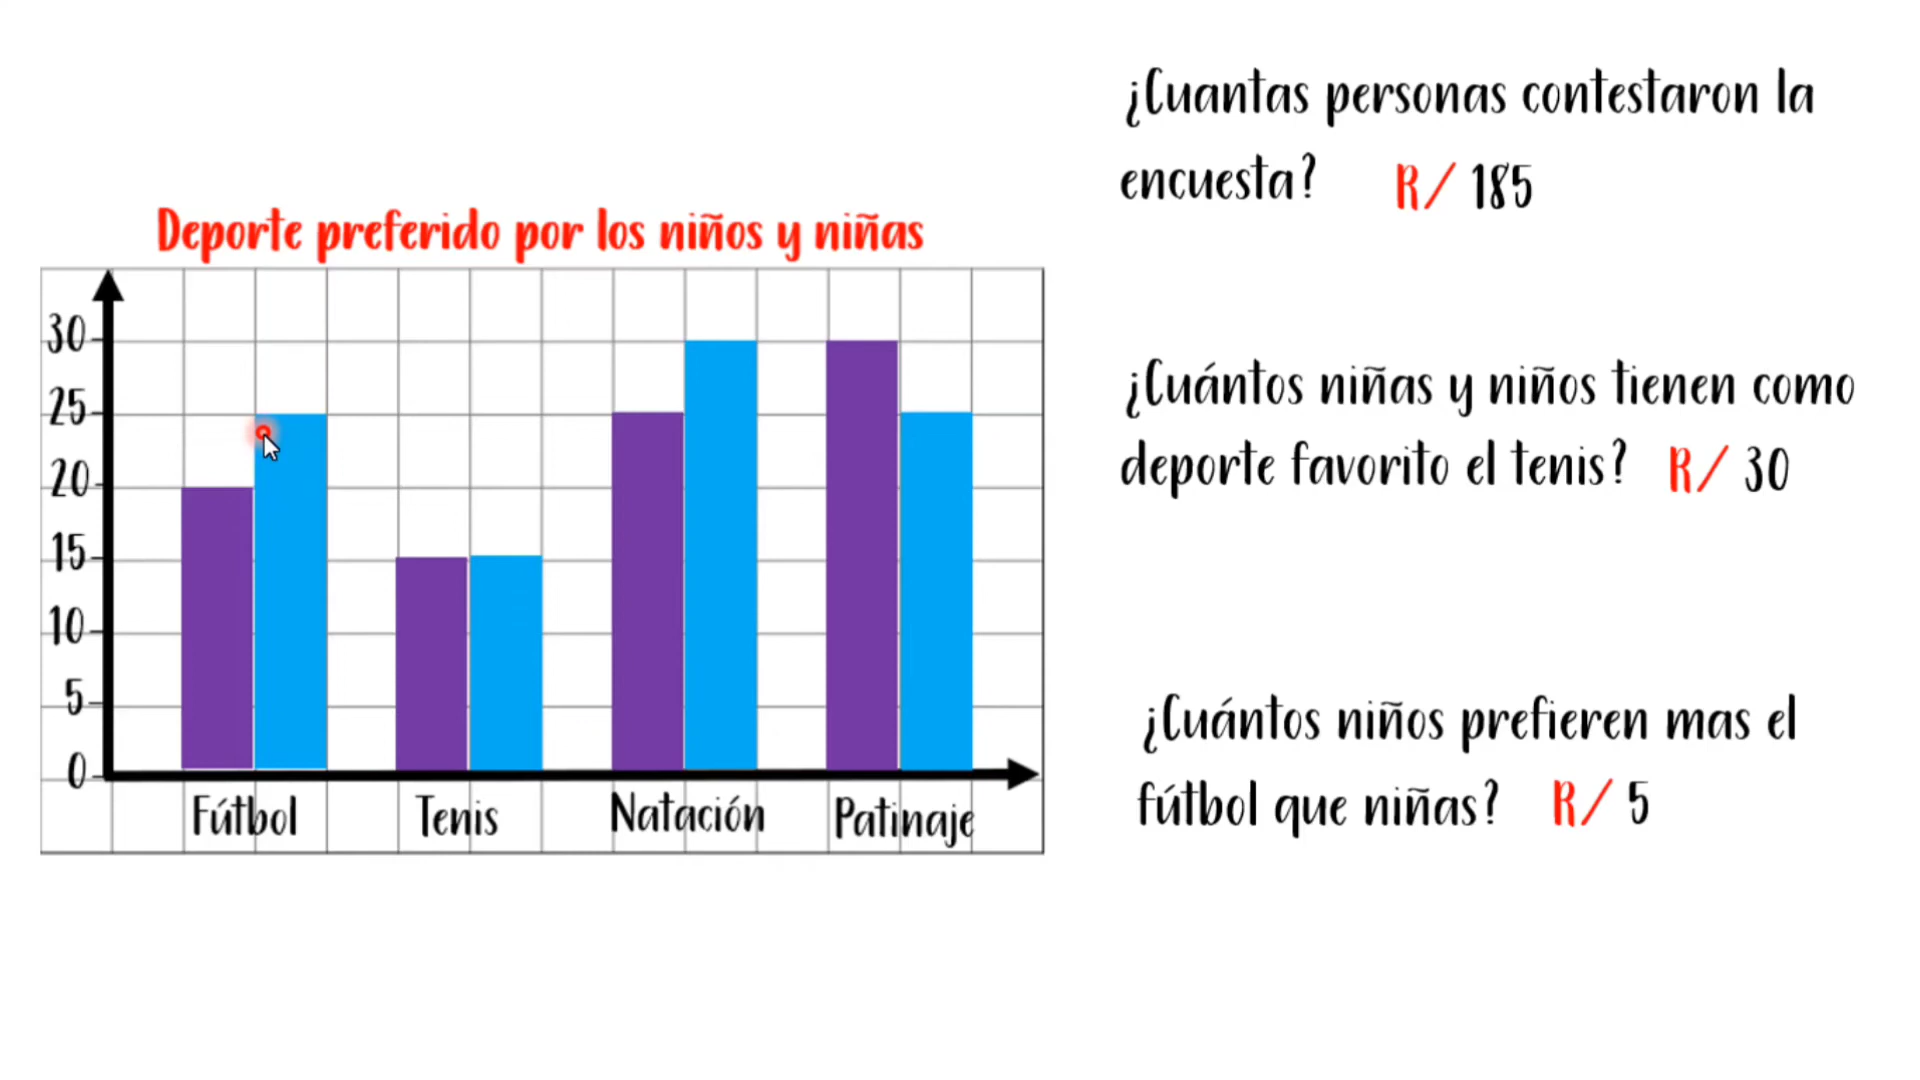 Deporte preferido por los niños y niñas
30
25
20
15
10
5
0
Fútbol Tenis Natación Patinaje
¿Cuantas personas contestaron la
encuesta? R/ 185
¿Cuántos niñas y niños tienen como
deporte favorito el tenis? R/ 30
¿Cuántos niños prefieren mas el
fútbol que niñas? R/ 5